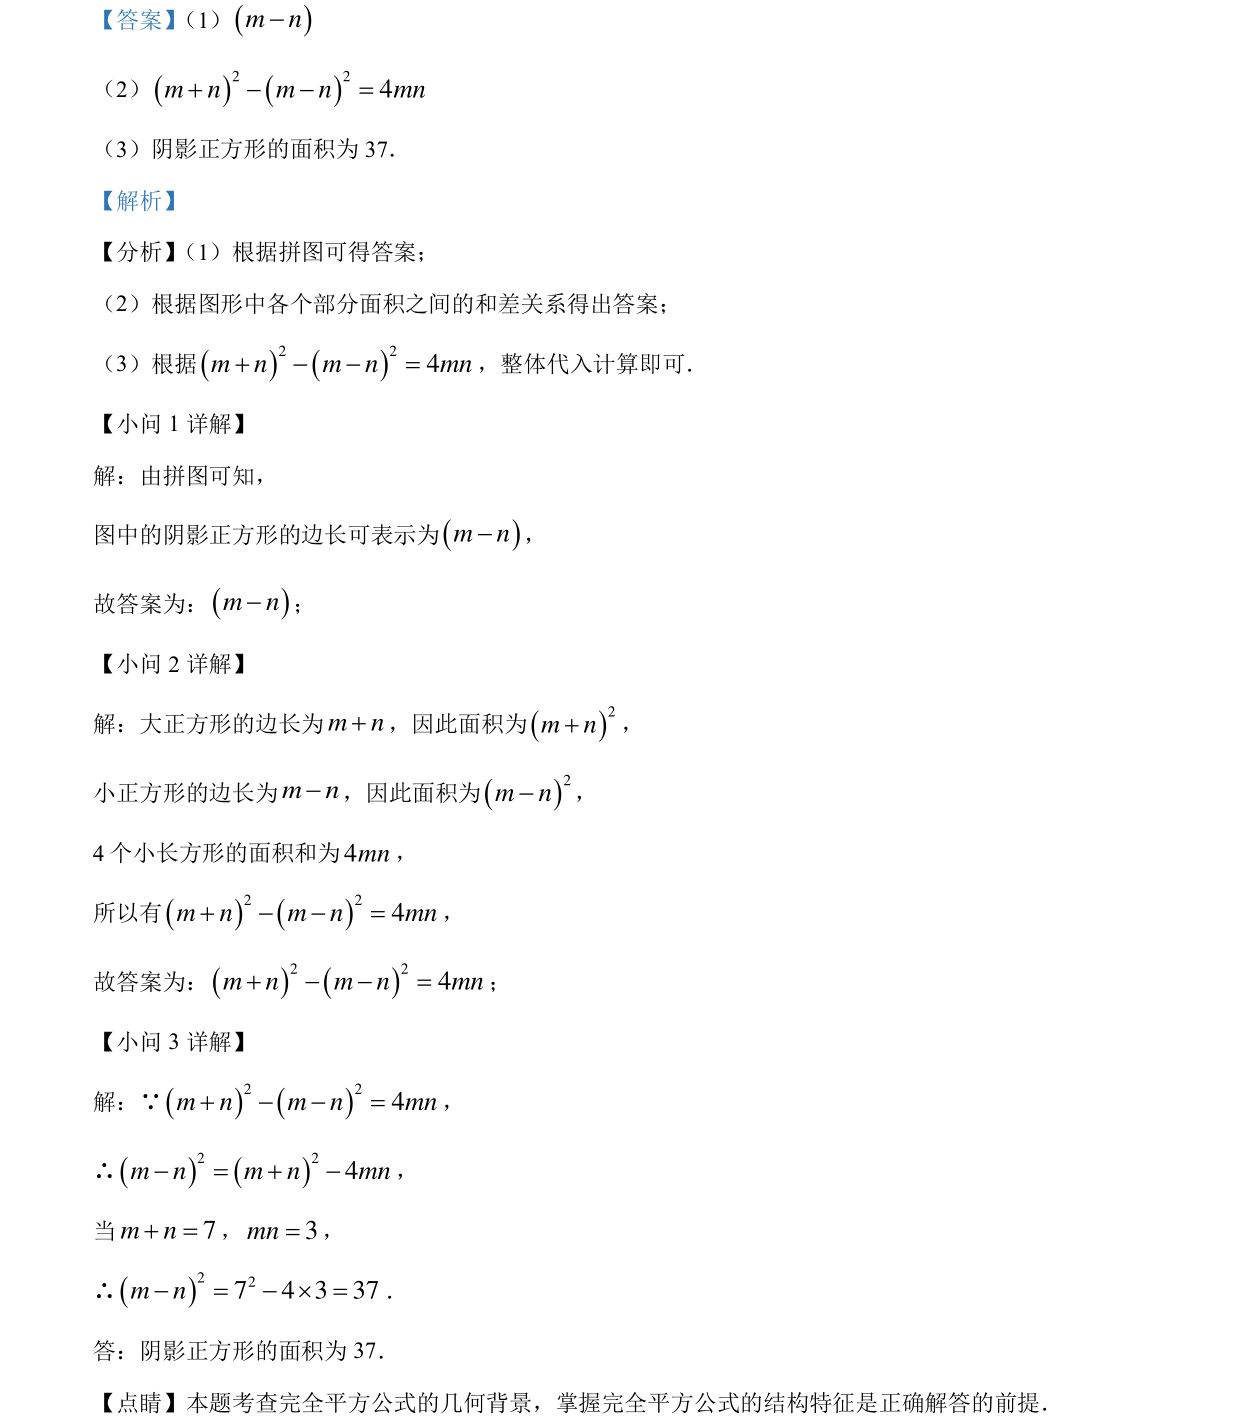 【答案】（1）(m－n)
（2）(m+n)²－(m－n)²=4mn
（3）阴影正方形的面积为 37．
【解析】
【分析】（1）根据拼图可得答案；
（2）根据图形中各个部分面积之间的和差关系得出答案；
（3）根据(m+n)²－(m－n)²=4mn，整体代入计算即可．
【小问 1 详解】
解：由拼图可知，
图中的阴影正方形的边长可表示为(m－n)，
故答案为：(m－n)；
【小问 2 详解】
解：大正方形的边长为m+n，因此面积为(m+n)²，
小正方形的边长为m－n，因此面积为(m－n)²，
4 个小长方形的面积和为4mn，
所以有(m+n)²－(m－n)²=4mn，
故答案为：(m+n)²－(m－n)²=4mn；
【小问 3 详解】
解：∵(m+n)²－(m－n)²=4mn，
∴(m－n)²=(m+n)²－4mn，
当m+n=7，mn=3，
∴(m－n)²=7²－4×3=37．
答：阴影正方形的面积为 37．
【点睛】本题考查完全平方公式的几何背景，掌握完全平方公式的结构特征是正确解答的前提．